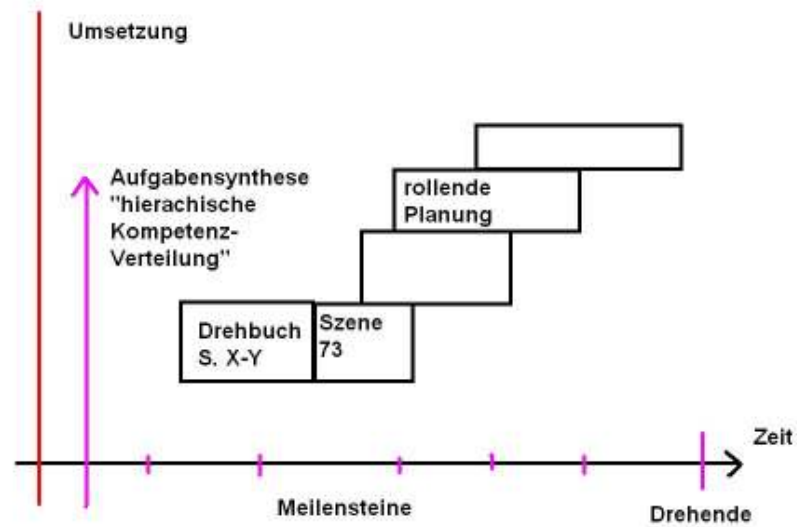 Umsetzung
Aufgabensynthese
"hierachische
Kompetenz-
Verteilung"
rollende
Planung
Drehbuch
S. X-Y
Szene
73
Zeit
Meilensteine
Drehende